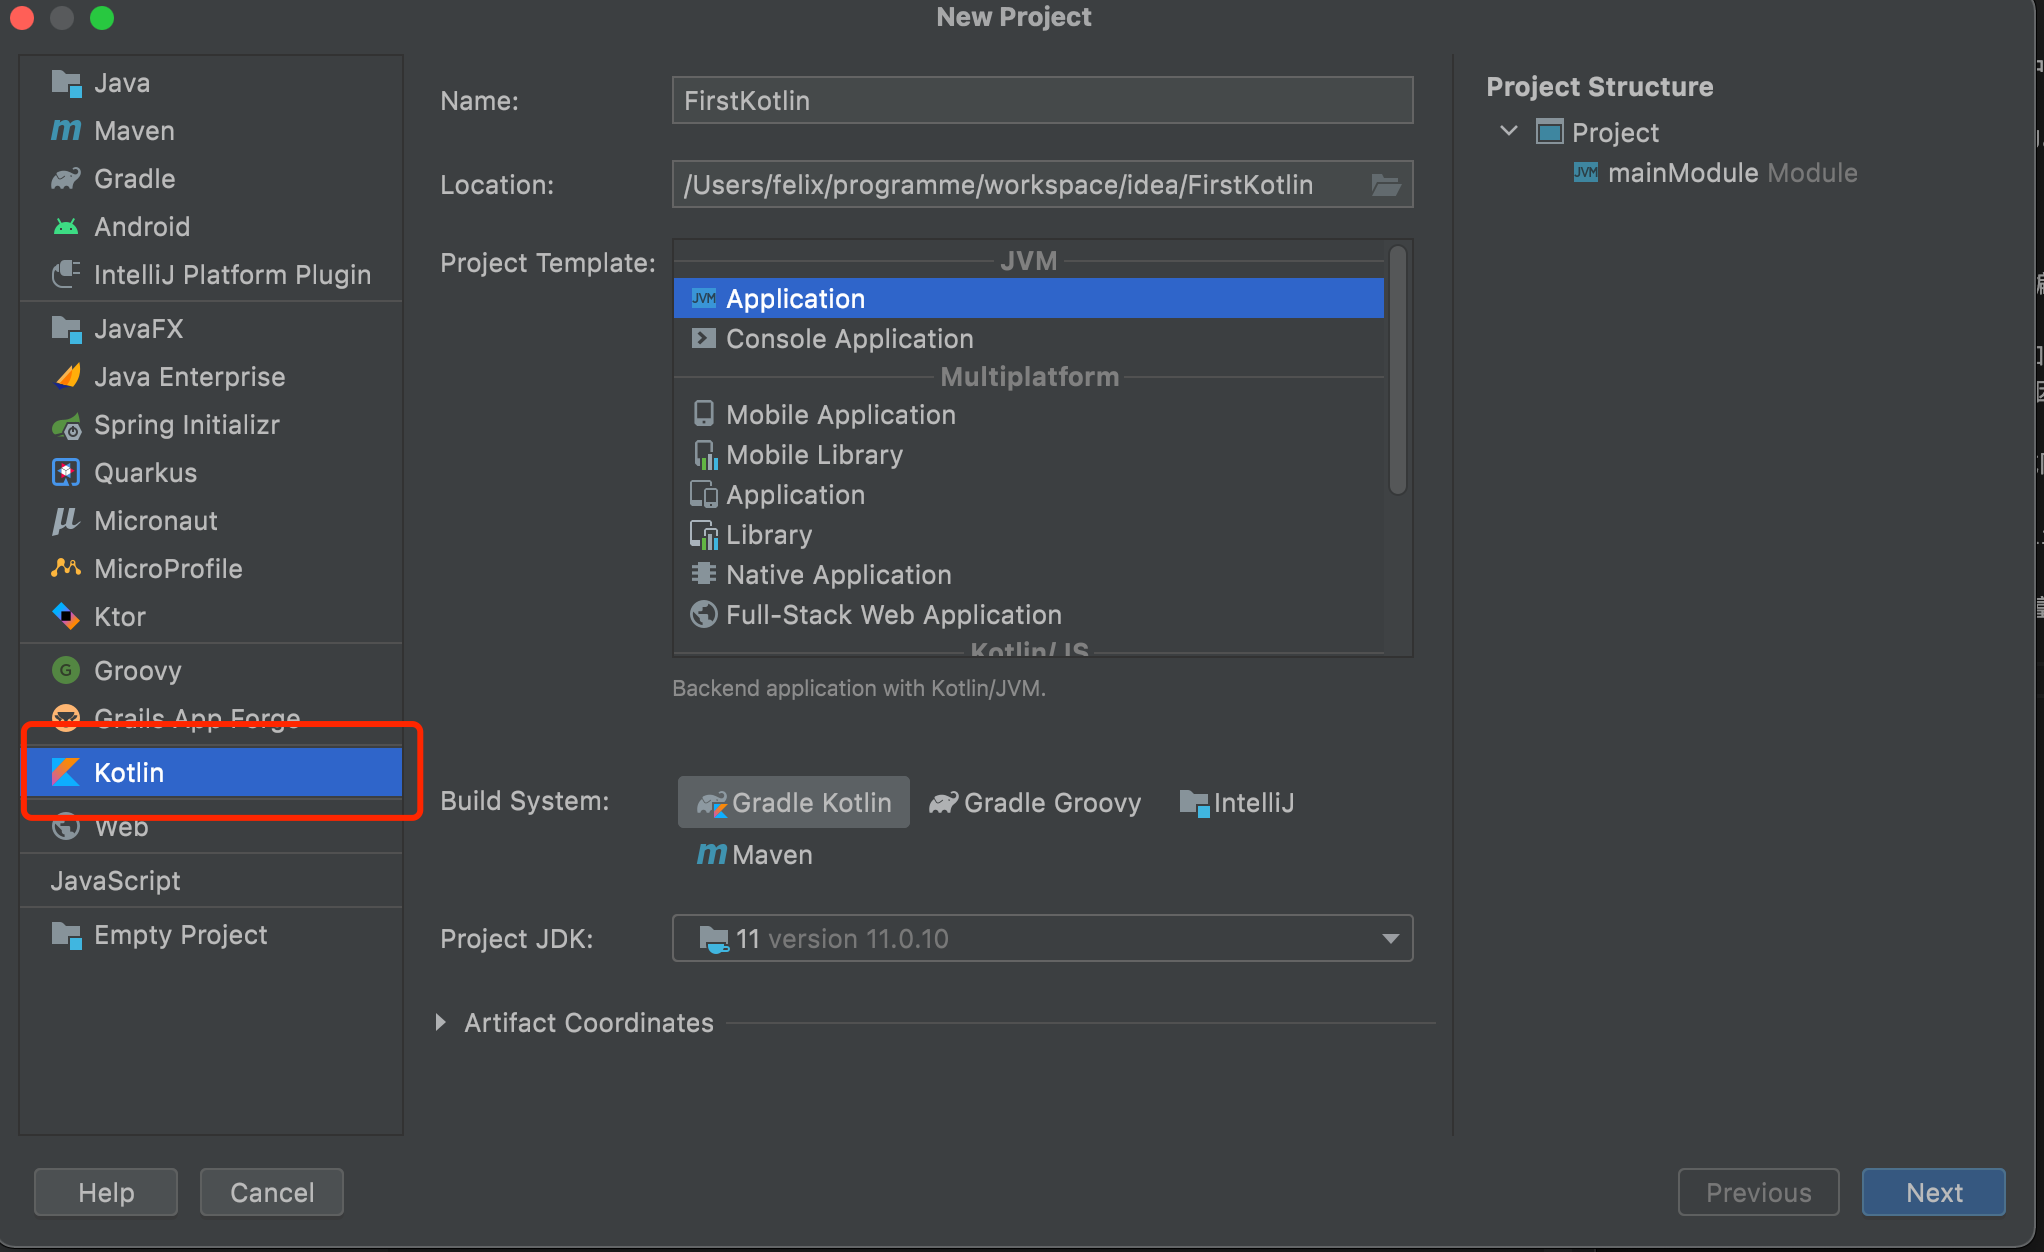 New Project
Java
Maven
Gradle
Android
IntelliJ Platform Plugin
JavaFX
Java Enterprise
Spring Initializr
Quarkus
Micronaut
MicroProfile
Ktor
Groovy
Grails App Forge
Kotlin
Web
JavaScript
Empty Project
Name:
FirstKotlin
Location:
/Users/felix/programme/workspace/idea/FirstKotlin
Project Template:
JVM
JVM Application
Console Application
Multiplatform
Mobile Application
Mobile Library
Application
Library
Native Application
Full-Stack Web Application
Kotlin/JS
Backend application with Kotlin/JVM.
Build System:
Gradle Kotlin
Gradle Groovy
IntelliJ
Maven
Project JDK:
11 version 11.0.10
Artifact Coordinates
Project Structure
Project
JVM mainModule Module
Help
Cancel
Previous
Next